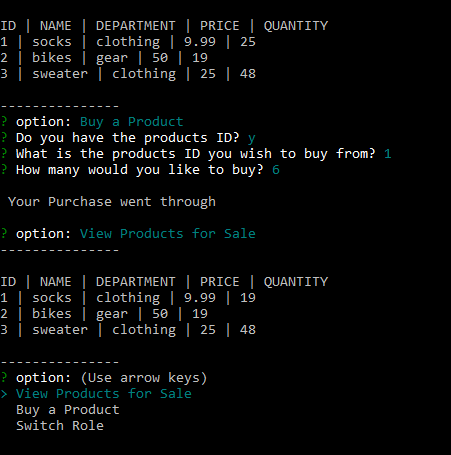 ID | NAME | DEPARTMENT | PRICE | QUANTITY
1 | socks | clothing | 9.99 | 25
2 | bikes | gear | 50 | 19
3 | sweater | clothing | 25 | 48
---------------
? option: Buy a Product
? Do you have the products ID? y
? What is the products ID you wish to buy from? 1
? How many would you like to buy? 6
Your Purchase went through
? option: View Products for Sale
---------------
ID | NAME | DEPARTMENT | PRICE | QUANTITY
1 | socks | clothing | 9.99 | 19
2 | bikes | gear | 50 | 19
3 | sweater | clothing | 25 | 48
---------------
? option: (Use arrow keys)
> View Products for Sale
Buy a Product
Switch Role